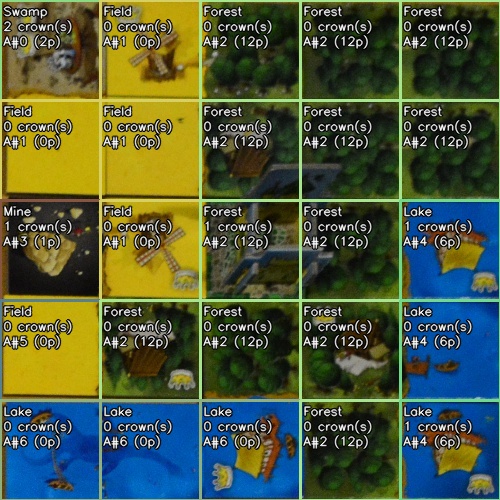 Swamp
2 crown(s)
A#0 (2p)
Field
0 crown(s)
A#1 (0p)
Forest
0 crown(s)
A#2 (12p)
Forest
0 crown(s)
A#2 (12p)
Forest
0 crown(s)
A#2 (12p)
Field
0 crown(s)
A#1 (0p)
Field
0 crown(s)
A#1 (0p)
Forest
0 crown(s)
A#2 (12p)
Forest
0 crown(s)
A#2 (12p)
Forest
0 crown(s)
A#2 (12p)
Mine
1 crown(s)
A#3 (1p)
Field
0 crown(s)
A#1 (0p)
Forest
1 crown(s)
A#2 (12p)
Forest
0 crown(s)
A#2 (12p)
Lake
1 crown(s)
A#4 (6p)
Field
0 crown(s)
A#5 (0p)
Forest
0 crown(s)
A#2 (12p)
Forest
0 crown(s)
A#2 (12p)
Forest
0 crown(s)
A#2 (12p)
Lake
0 crown(s)
A#4 (6p)
Lake
0 crown(s)
A#6 (0p)
Lake
0 crown(s)
A#6 (0p)
Lake
0 crown(s)
A#6 (0p)
Forest
0 crown(s)
A#2 (12p)
Lake
1 crown(s)
A#4 (6p)